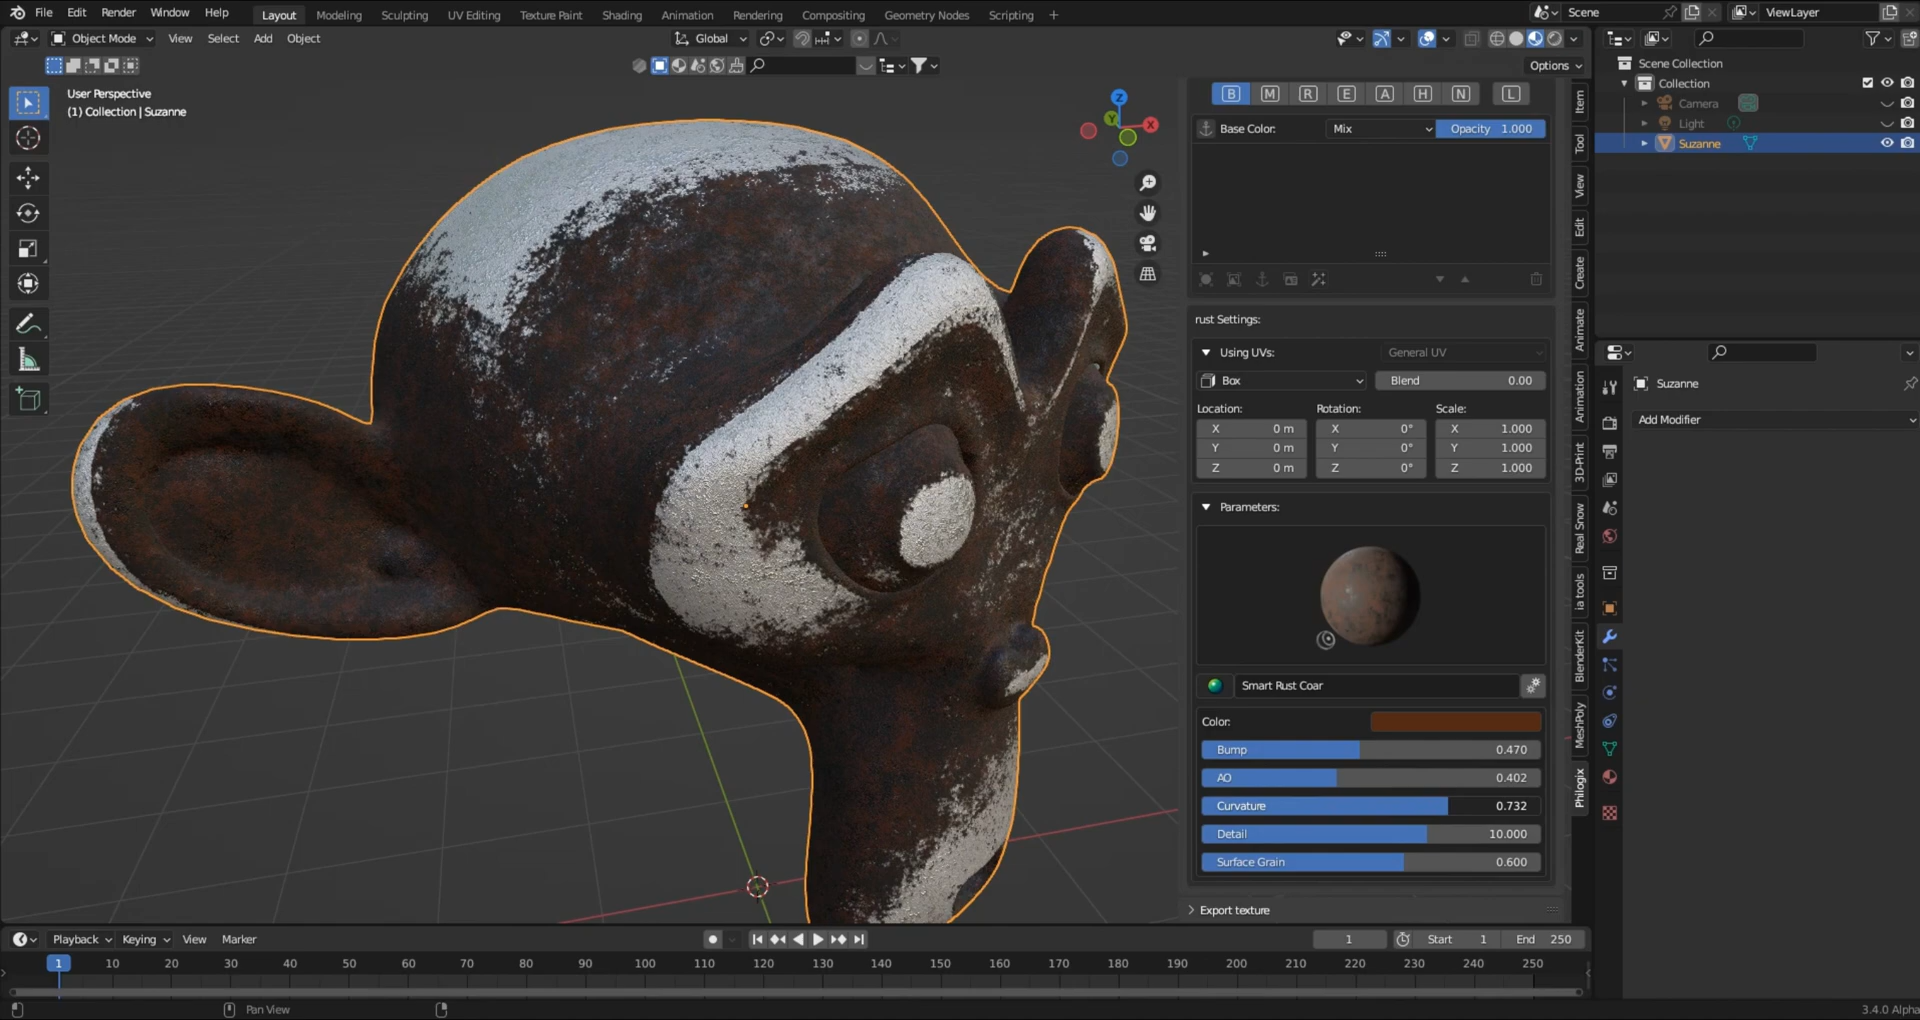 File Edit Render Window Help Layout Modeling Sculpting UV Editing Texture Paint Shading Animation Rendering Compositing Geometry Nodes Scripting + Scene ViewLayer
Object Mode View Select Add Object Global
Options
User Perspective
(1) Collection | Suzanne
Z
Y
X
B M R E A H N L
Base Color: Mix Opacity 1.000
rust Settings:
Using UVs: General UV
Box Blend 0.00
Location: Rotation: Scale:
X 0 m X 0° X 1.000
Y 0 m Y 0° Y 1.000
Z 0 m Z 0° Z 1.000
Parameters:
Smart Rust Coar
Color:
Bump 0.470
AO 0.402
Curvature 0.732
Detail 10.000
Surface Grain 0.600
Export texture
Item
Tool
View
Edit
Create
Animate
Animation
3D-Print
Real Snow
ia tools
BlenderKit
MeshPoly
Philogix
Scene Collection
Collection
Camera
Light
Suzanne
Suzanne
Add Modifier
Playback Keying View Marker 1 Start 1 End 250
1 10 20 30 40 50 60 70 80 90 100 110 120 130 140 150 160 170 180 190 200 210 220 230 240 250
Pan View 3.4.0 Alpha